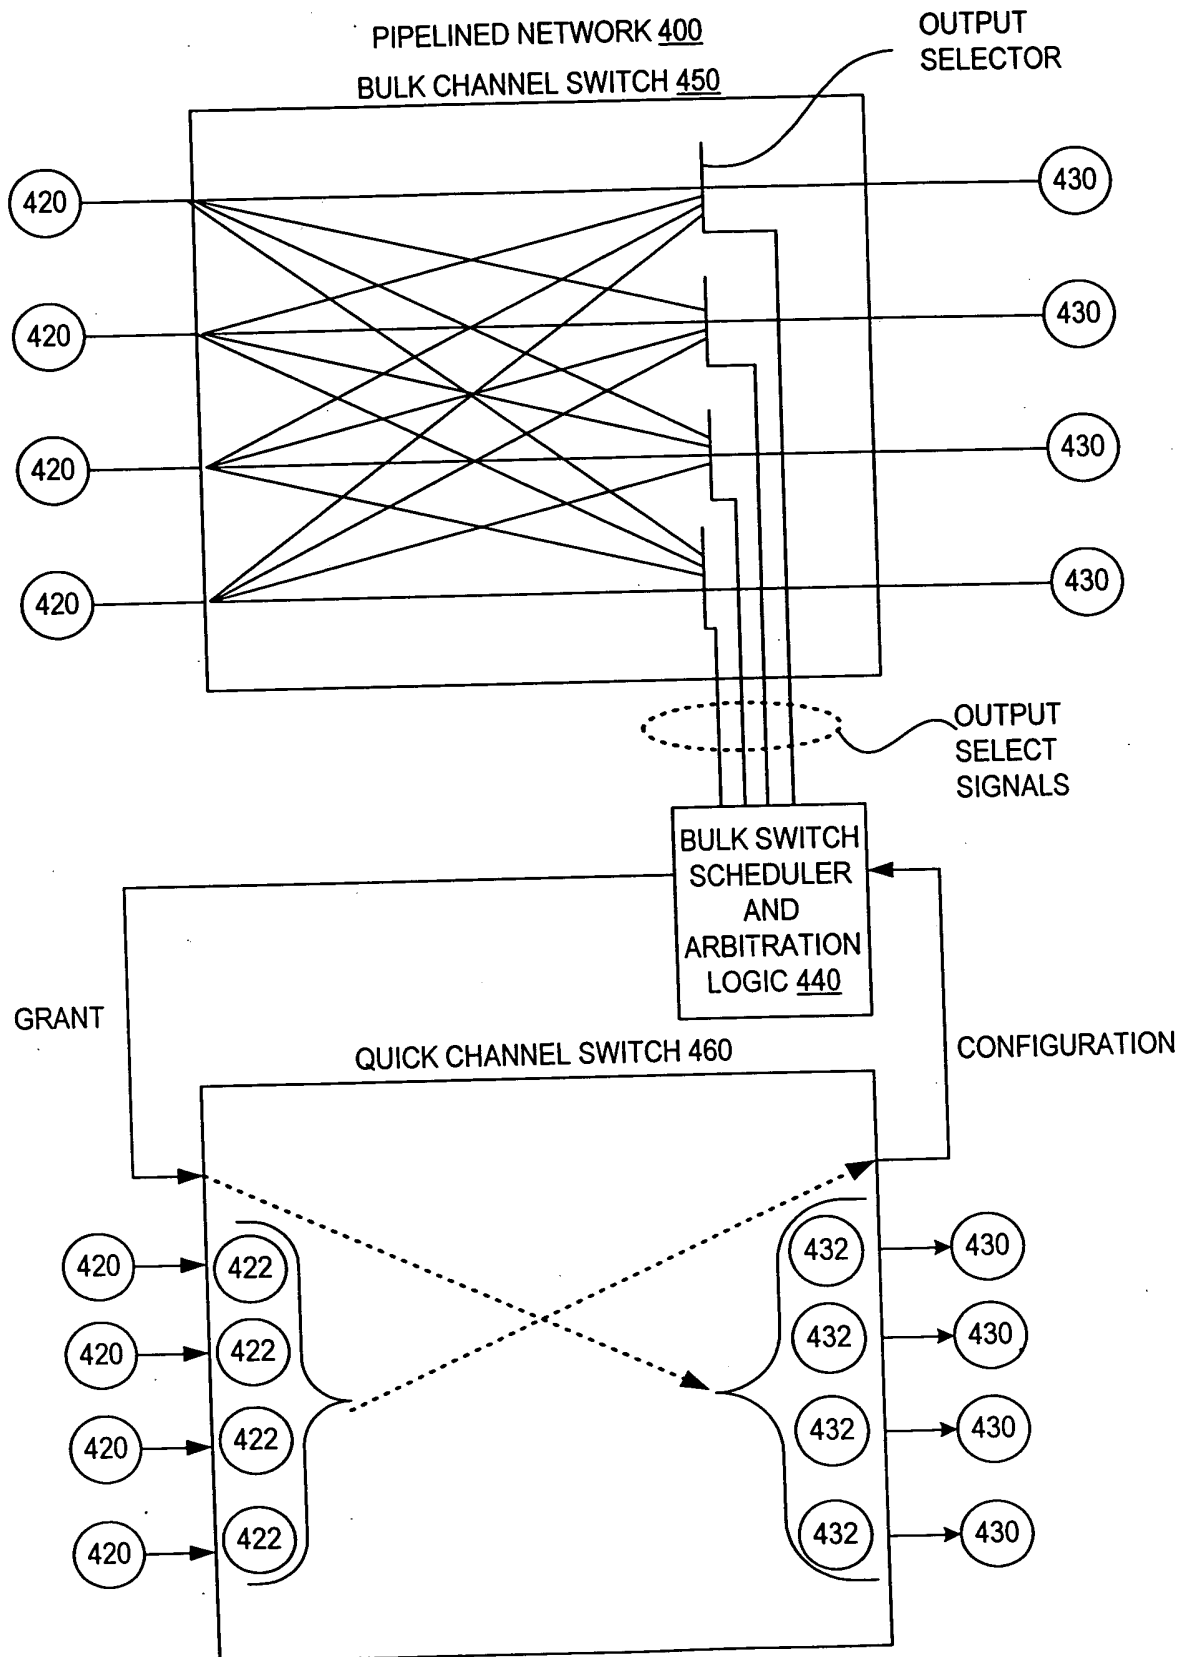 PIPELINED NETWORK 400
OUTPUT
SELECTOR
BULK CHANNEL SWITCH 450
420
430
420
430
420
430
420
430
OUTPUT
SELECT
SIGNALS
BULK SWITCH
SCHEDULER
AND
ARBITRATION
LOGIC 440
GRANT
CONFIGURATION
QUICK CHANNEL SWITCH 460
420
422
432
430
420
422
432
430
420
422
432
430
420
422
432
430